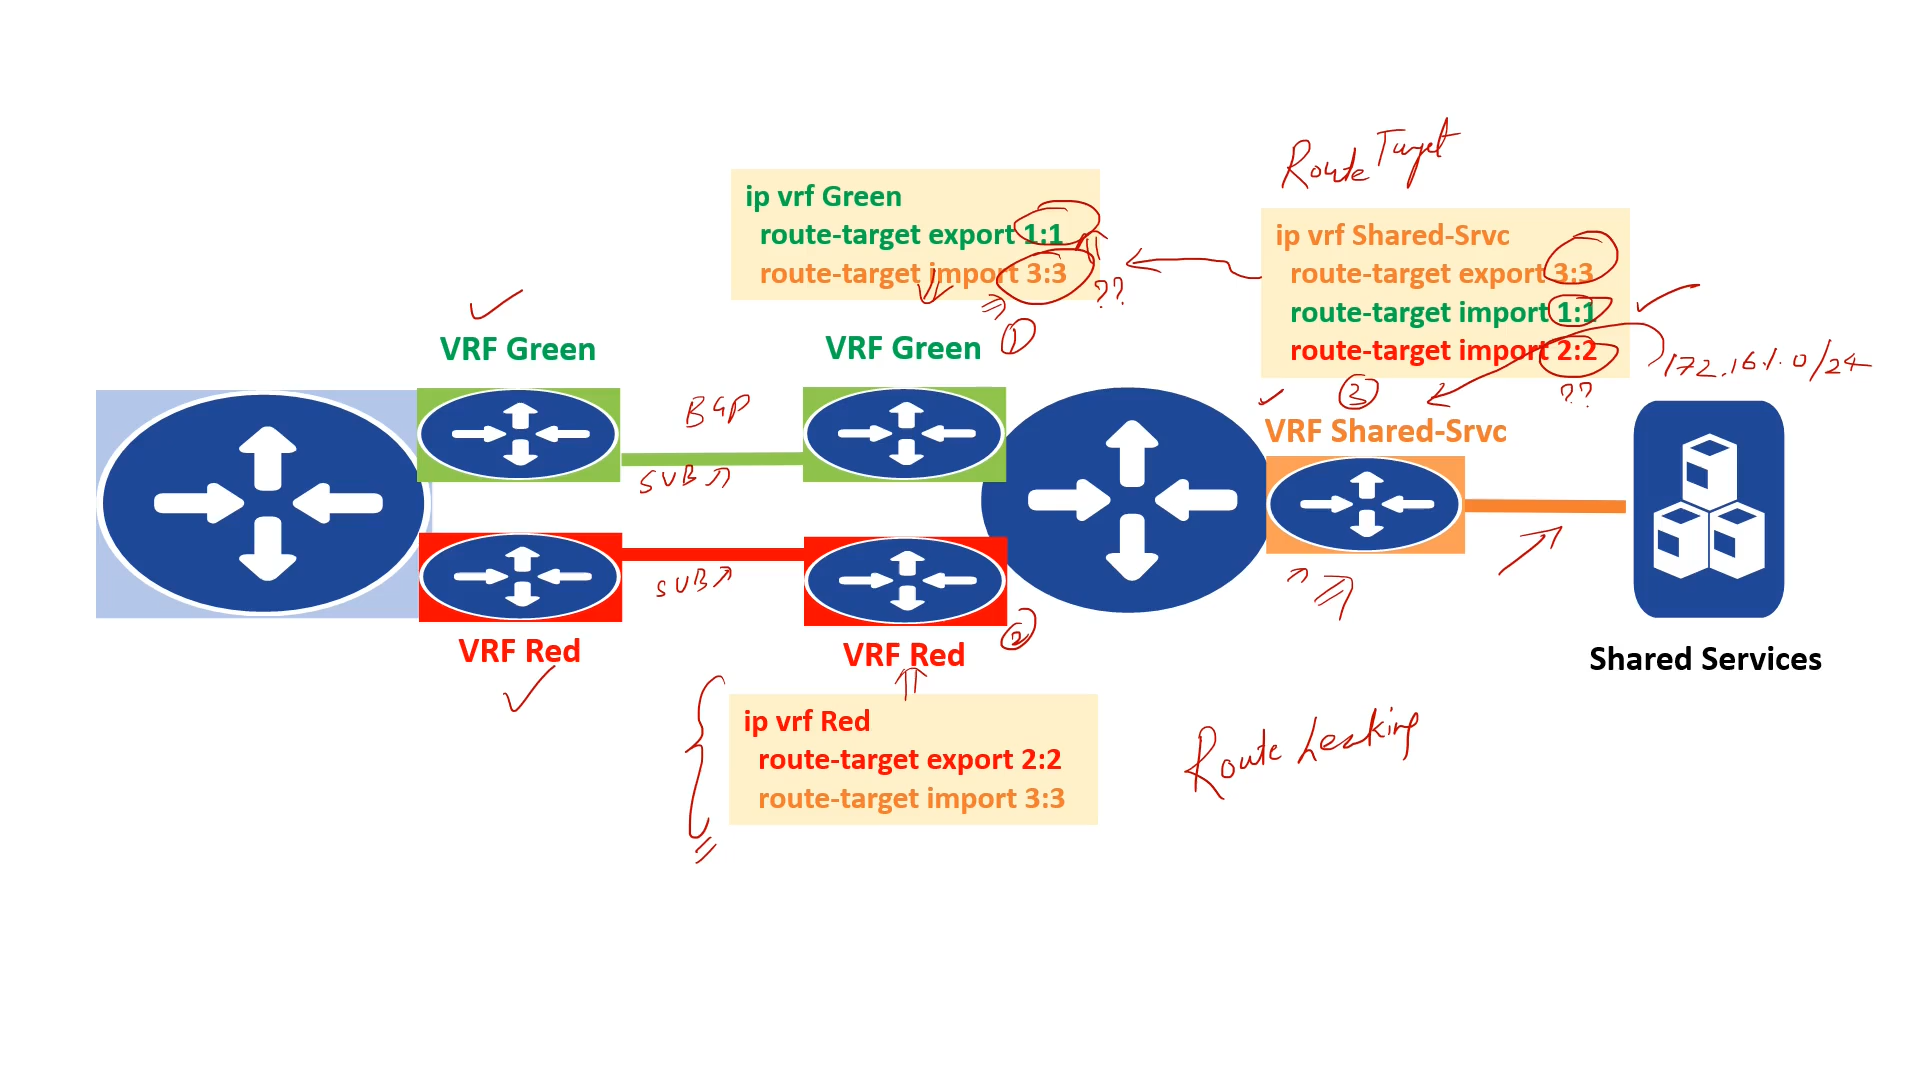 Route Target
ip vrf Green
route-target export 1:1
route-target import 3:3
??
1
ip vrf Shared-Srvc
route-target export 3:3
route-target import 1:1
route-target import 2:2
172.16.1.0/24
3
??
VRF Green
VRF Green
BGP
SUB
VRF Shared-Srvc
SUB
2
VRF Red
VRF Red
Shared Services
ip vrf Red
route-target export 2:2
route-target import 3:3
Route Leaking